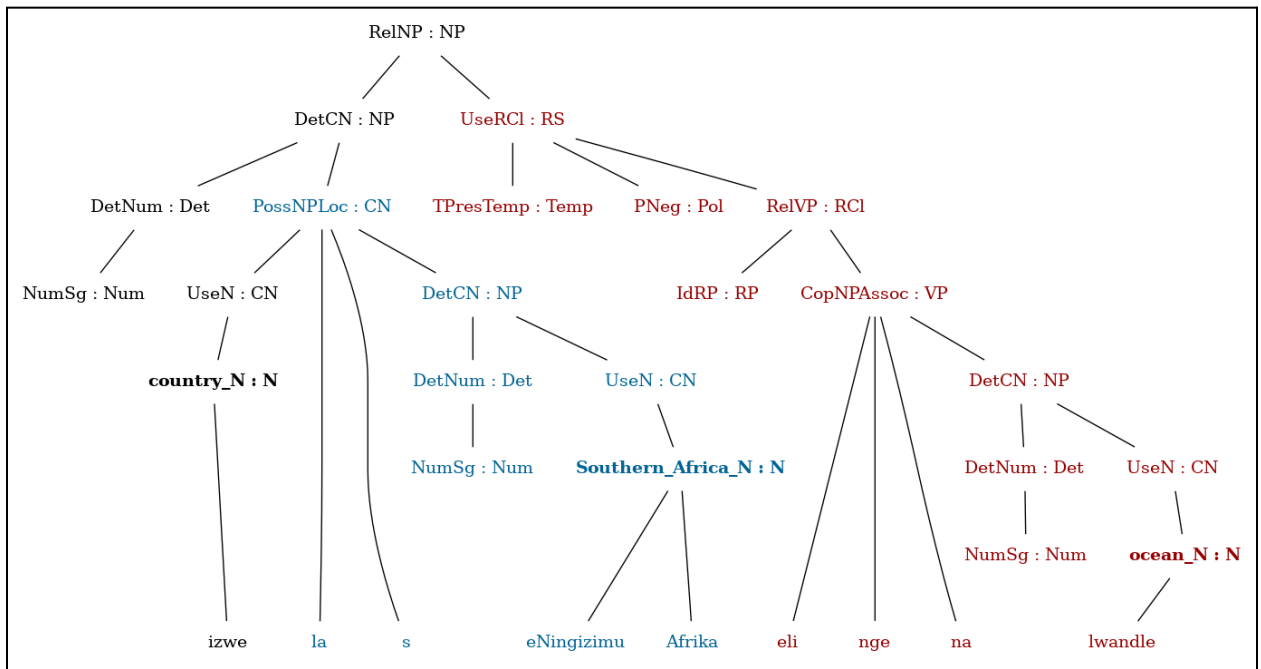 RelNP : NP
DetCN : NP UseRCl : RS
DetNum : Det PossNPLoc : CN TPresTemp : Temp PNeg : Pol RelVP : RCl
NumSg : Num UseN : CN DetCN : NP IdRP : RP CopNPAssoc : VP
country_N : N DetNum : Det UseN : CN DetCN : NP
NumSg : Num Southern_Africa_N : N DetNum : Det UseN : CN
NumSg : Num ocean_N : N
izwe la s eNingizimu Afrika eli nge na lwandle